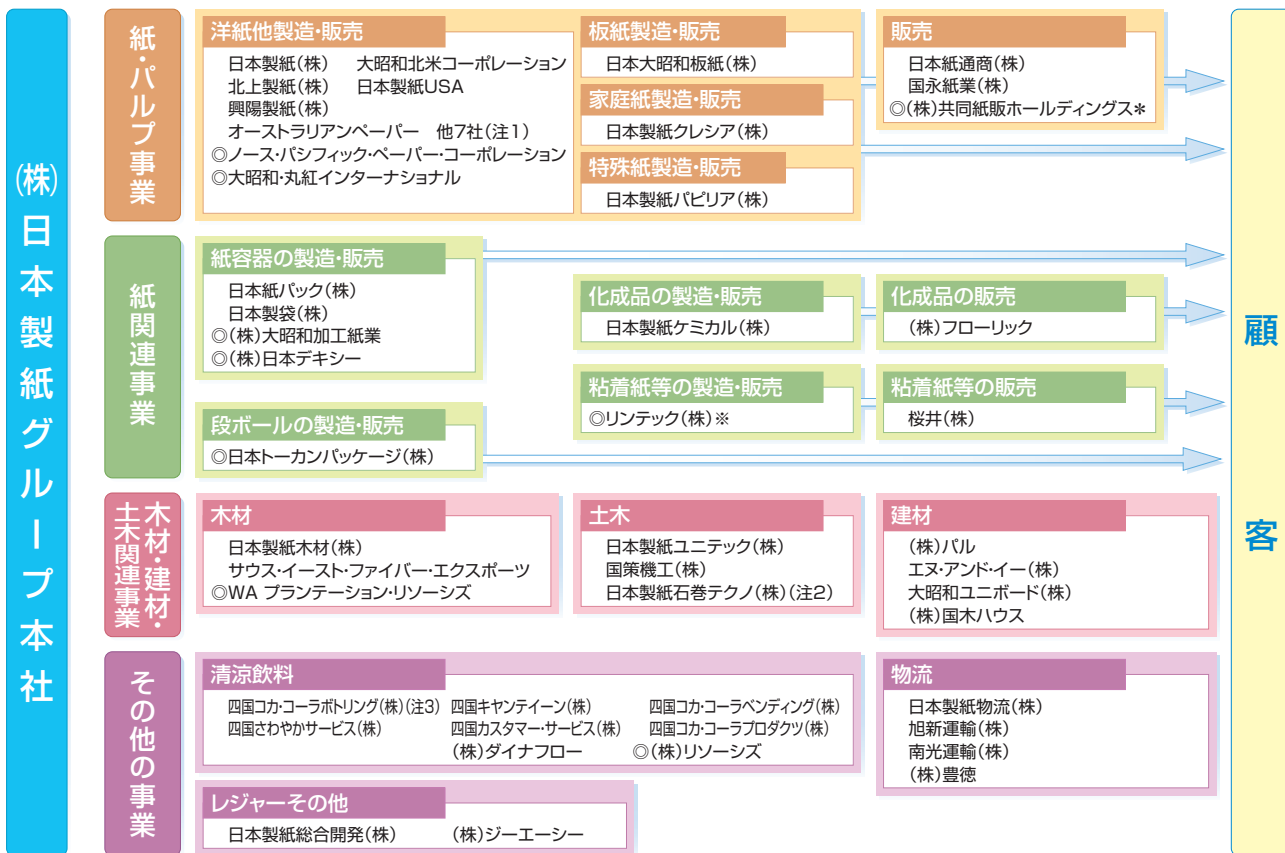 (株)日本製紙グループ本社
紙・パルプ事業
洋紙他製造・販売
日本製紙(株)　大昭和北米コーポレーション
北上製紙(株)　日本製紙USA
興陽製紙(株)
オーストラリアンペーパー　他7社(注1)
◎ノース・パシフィック・ペーパー・コーポレーション
◎大昭和・丸紅インターナショナル
板紙製造・販売
日本大昭和板紙(株)
家庭紙製造・販売
日本製紙クレシア(株)
特殊紙製造・販売
日本製紙パピリア(株)
販売
日本紙通商(株)
国永紙業(株)
◎(株)共同紙販ホールディングス＊
紙関連事業
紙容器の製造・販売
日本紙パック(株)
日本製袋(株)
◎(株)大昭和加工紙業
◎(株)日本デキシー
化成品の製造・販売
日本製紙ケミカル(株)
化成品の販売
(株)フローリック
粘着紙等の製造・販売
◎リンテック(株)※
粘着紙等の販売
桜井(株)
段ボールの製造・販売
◎日本トーカンパッケージ(株)
木材・建材・
土木関連事業
木材
日本製紙木材(株)
サウス・イースト・ファイバー・エクスポーツ
◎WA プランテーション・リソーシズ
土木
日本製紙ユニテック(株)
国策機工(株)
日本製紙石巻テクノ(株)(注2)
建材
(株)パル
エヌ・アンド・イー(株)
大昭和ユニボード(株)
(株)国木ハウス
その他の事業
清涼飲料
四国コカ・コーラボトリング(株)(注3)　四国キヤンテイーン(株)　四国コカ・コーラベンディング(株)
四国さわやかサービス(株)　四国カスタマー・サービス(株)　四国コカ・コーラプロダクツ(株)
(株)ダイナフロー　◎(株)リソーシズ
物流
日本製紙物流(株)
旭新運輸(株)
南光運輸(株)
(株)豊徳
レジャーその他
日本製紙総合開発(株)　(株)ジーエーシー
顧客